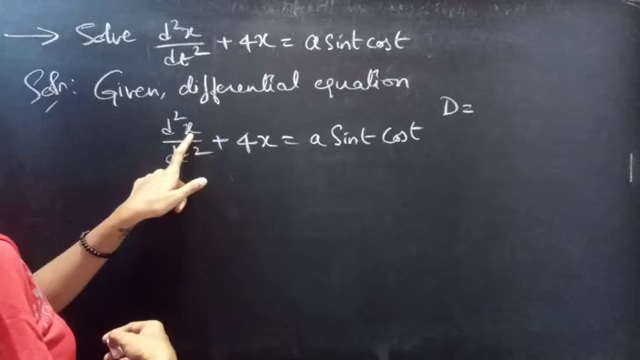 → Solve d²x/dt² + 4x = a sint cost
Soln: Given, differential equation
d²x/dt² + 4x = a Sint Cost
D =